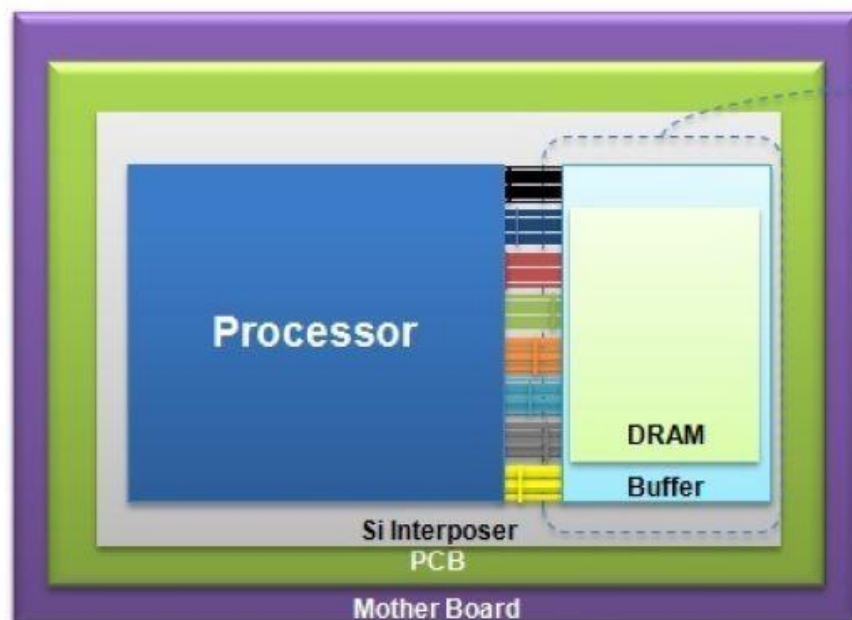 Processor
DRAM
Buffer
Si Interposer
PCB
Mother Board